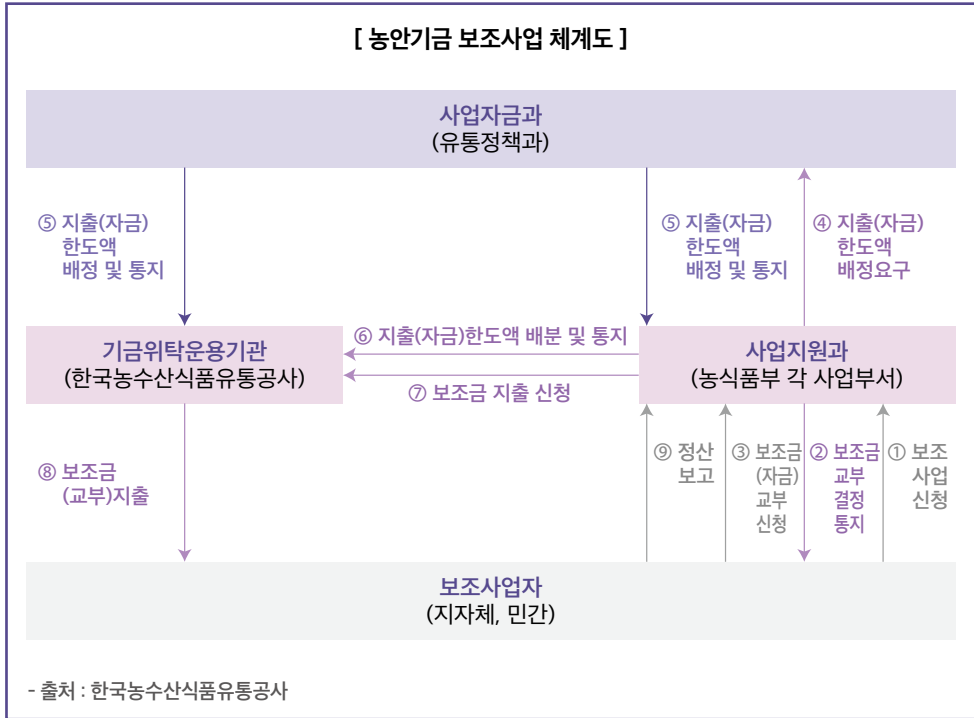 [ 농안기금 보조사업 체계도 ]
사업자금과
(유통정책과)
⑤ 지출(자금)
한도액
배정 및 통지
⑤ 지출(자금)
한도액
배정 및 통지
④ 지출(자금)
한도액
배정요구
기금위탁운용기관
(한국농수산식품유통공사)
⑥ 지출(자금)한도액 배분 및 통지
⑦ 보조금 지출 신청
사업지원과
(농식품부 각 사업부서)
⑧ 보조금
(교부)지출
⑨ 정산
보고
③ 보조금
(자금)
교부
신청
② 보조금
교부
결정
통지
① 보조
사업
신청
보조사업자
(지자체, 민간)
- 출처 : 한국농수산식품유통공사